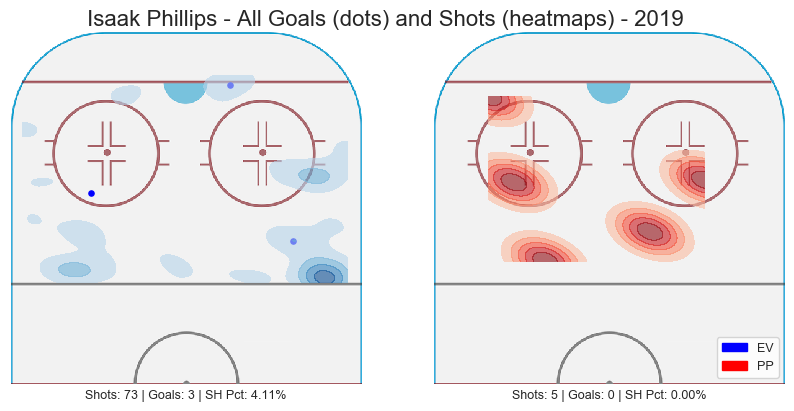 Isaak Phillips - All Goals (dots) and Shots (heatmaps) - 2019
EV
PP
Shots: 73 | Goals: 3 | SH Pct: 4.11%
Shots: 5 | Goals: 0 | SH Pct: 0.00%